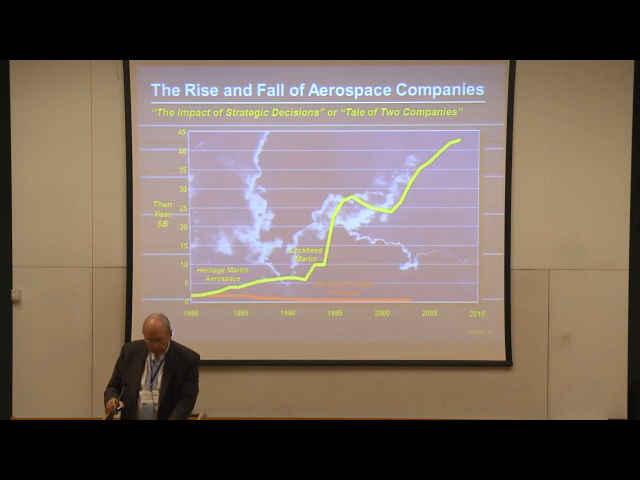 The Rise and Fall of Aerospace Companies
"The Impact of Strategic Decisions" or "Tale of Two Companies"
45
40
35
30
25
20
15
10
5
0
Then
Year
$B
Lockheed
Martin
Heritage Martin
Aerospace
1980
1985
1990
1995
2000
2005
2010